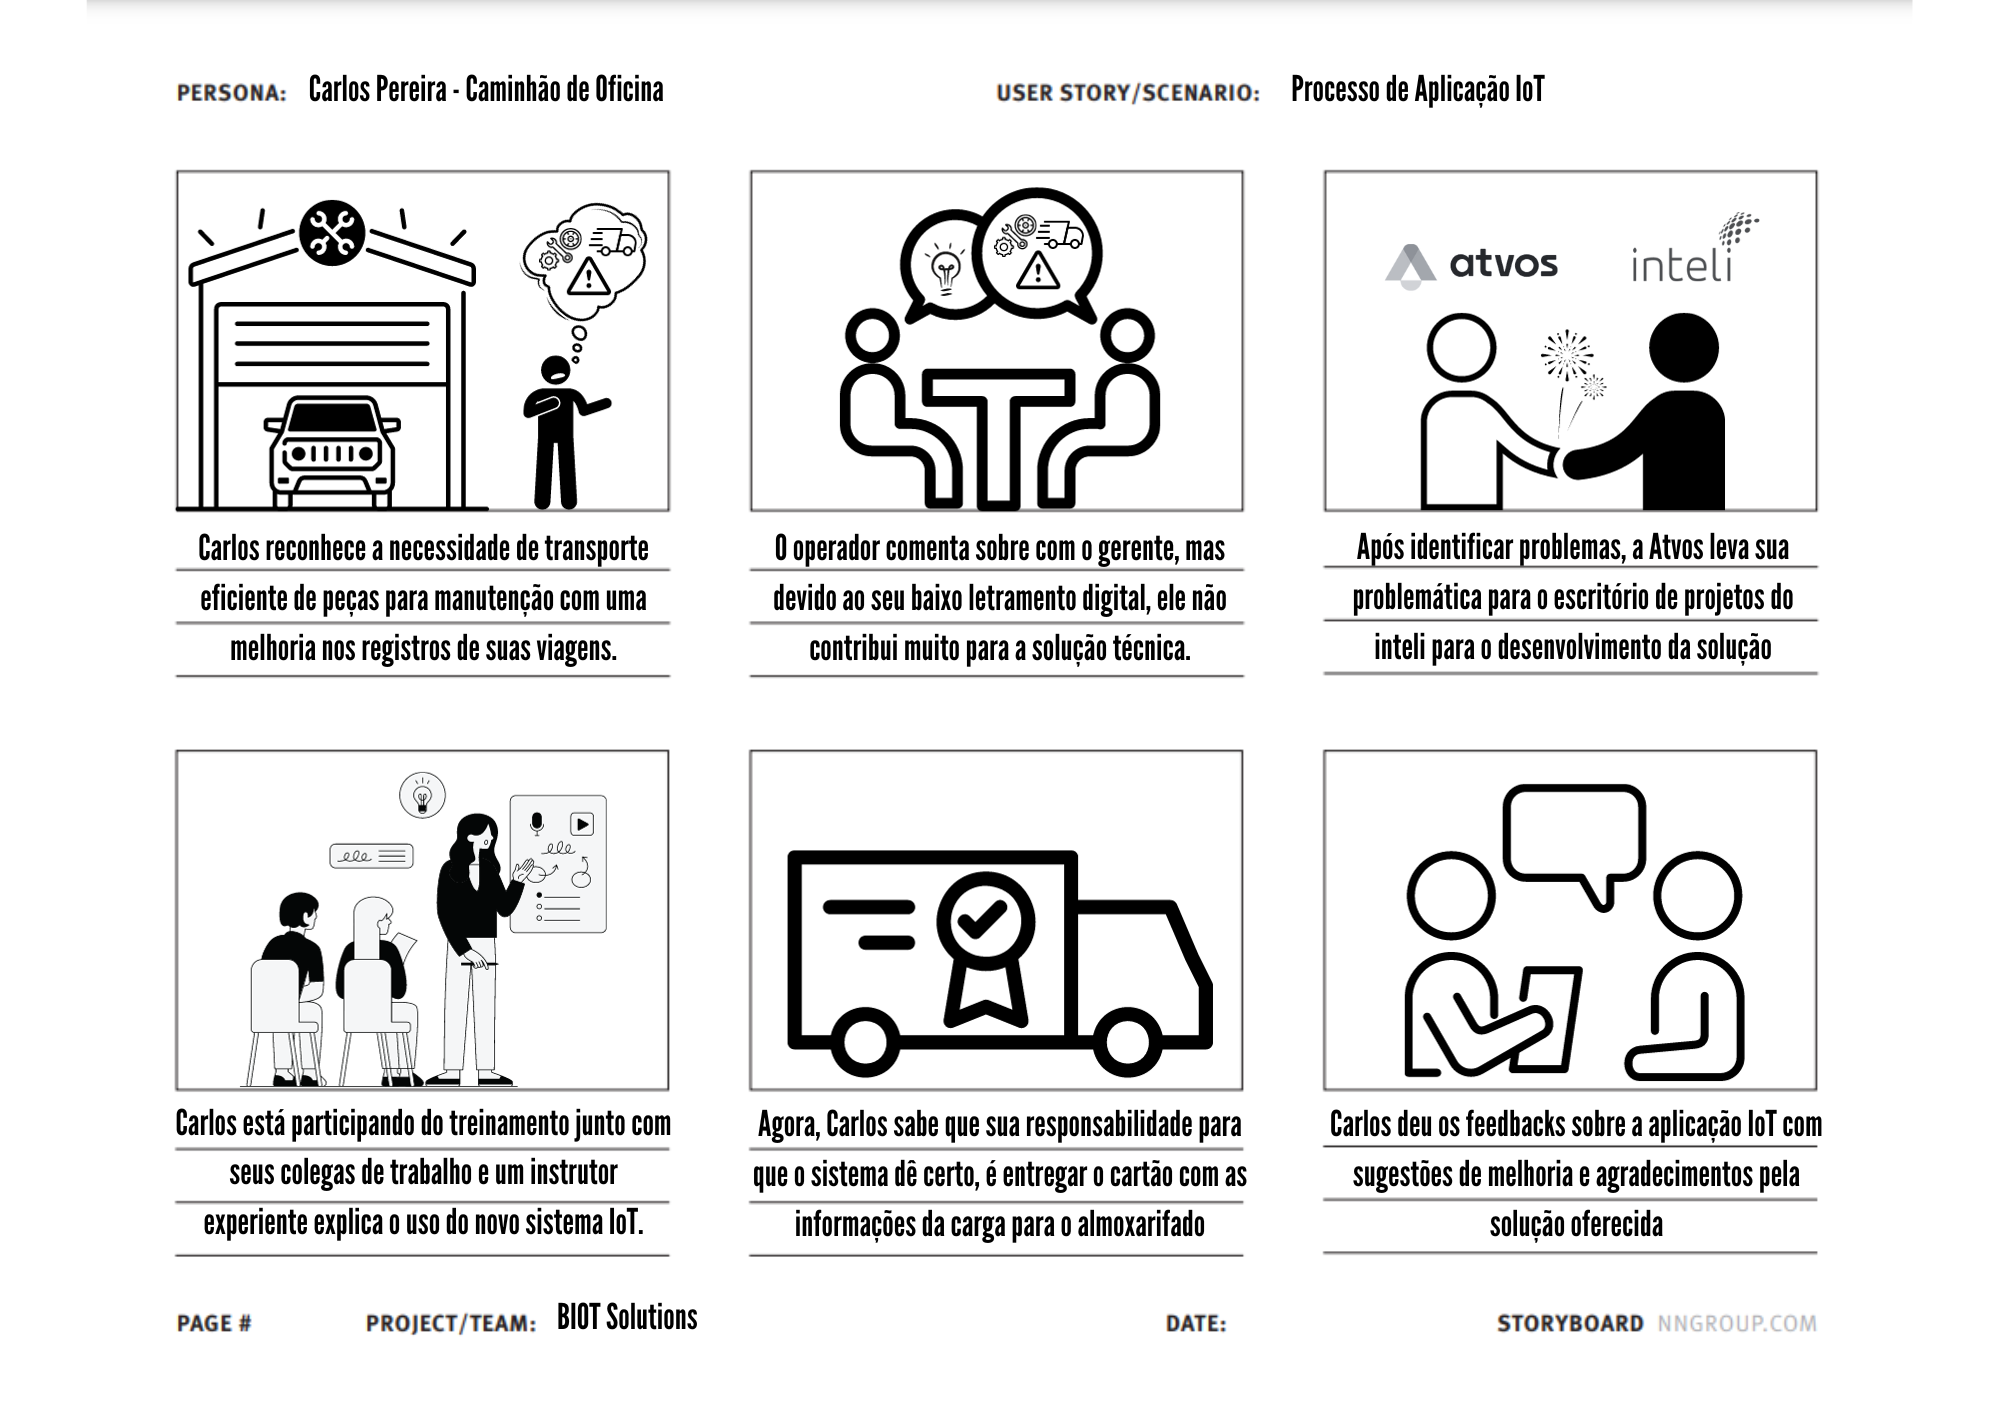 PERSONA: Carlos Pereira - Caminhão de Oficina
USER STORY/SCENARIO: Processo de Aplicação IoT
atvos
inteli
Carlos reconhece a necessidade de transporte
eficiente de peças para manutenção com uma
melhoria nos registros de suas viagens.
O operador comenta sobre com o gerente, mas
devido ao seu baixo letramento digital, ele não
contribui muito para a solução técnica.
Após identificar problemas, a Atvos leva sua
problemática para o escritório de projetos do
inteli para o desenvolvimento da solução
Carlos está participando do treinamento junto com
seus colegas de trabalho e um instrutor
experiente explica o uso do novo sistema IoT.
Agora, Carlos sabe que sua responsabilidade para
que o sistema dê certo, é entregar o cartão com as
informações da carga para o almoxarifado
Carlos deu os feedbacks sobre a aplicação IoT com
sugestões de melhoria e agradecimentos pela
solução oferecida
PAGE #
PROJECT/TEAM: BIOT Solutions
DATE:
STORYBOARD NNGROUP.COM